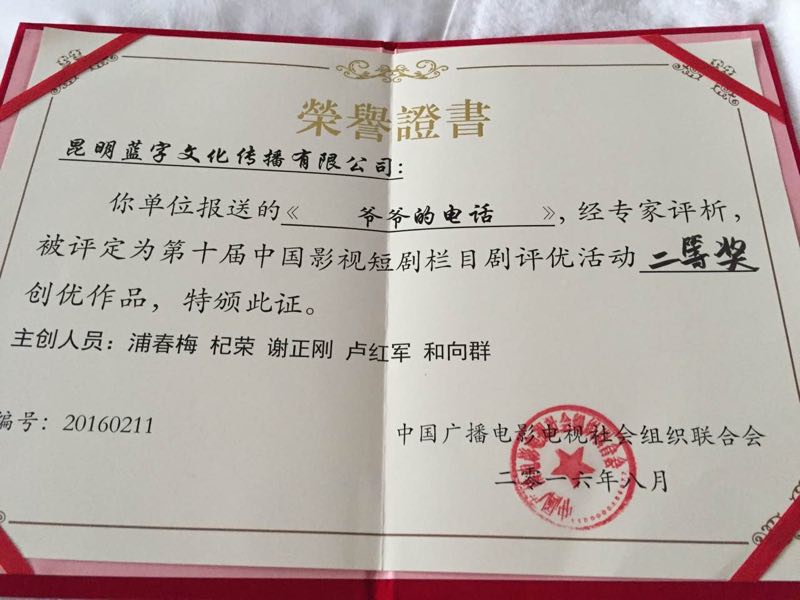 榮譽證書
昆明蓝字文化传播有限公司:
你单位报送的《 爷爷的电话 》,经专家评析,
被评定为第十届中国影视短剧栏目剧评优活动二等奖
创优作品,特颁此证。
主创人员:浦春梅 杞荣 谢正刚 卢红军 和向群
编号:20160211
中国广播电影电视社会组织联合会
二零一六年八月